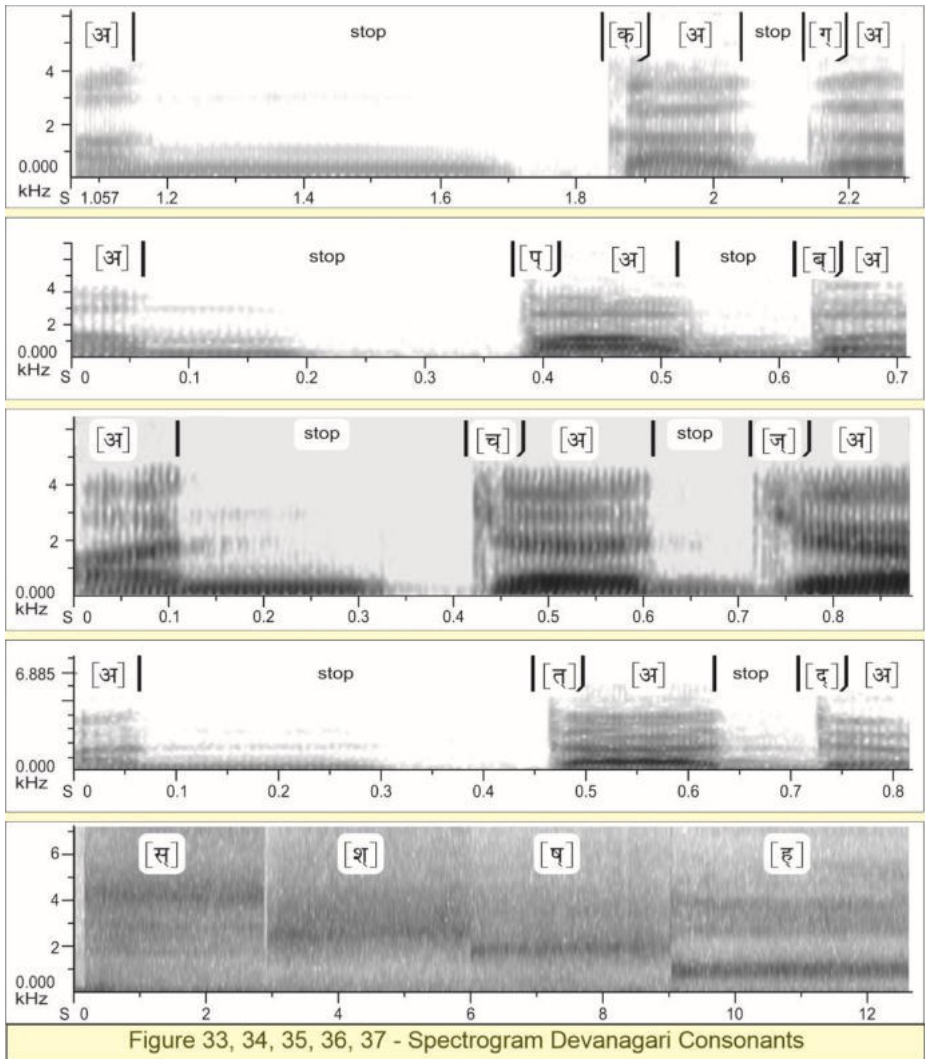 [अ] stop [क्] [अ] stop [ग्] [अ]
4
2
0.000
kHz
S 1.057 1.2 1.4 1.6 1.8 2 2.2
[अ] stop [प्] [अ] stop [ब्] [अ]
4
2
0.000
kHz
S 0 0.1 0.2 0.3 0.4 0.5 0.6 0.7
[अ] stop [च्] [अ] stop [ज्] [अ]
4
2
0.000
kHz
S 0 0.1 0.2 0.3 0.4 0.5 0.6 0.7 0.8
6.885 [अ] stop [त्] [अ] stop [द्] [अ]
0.000
kHz
S 0 0.1 0.2 0.3 0.4 0.5 0.6 0.7 0.8
[स्] [श्] [ष्] [ह्]
6
4
2
0.000
kHz
S 0 2 4 6 8 10 12
Figure 33, 34, 35, 36, 37 - Spectrogram Devanagari Consonants